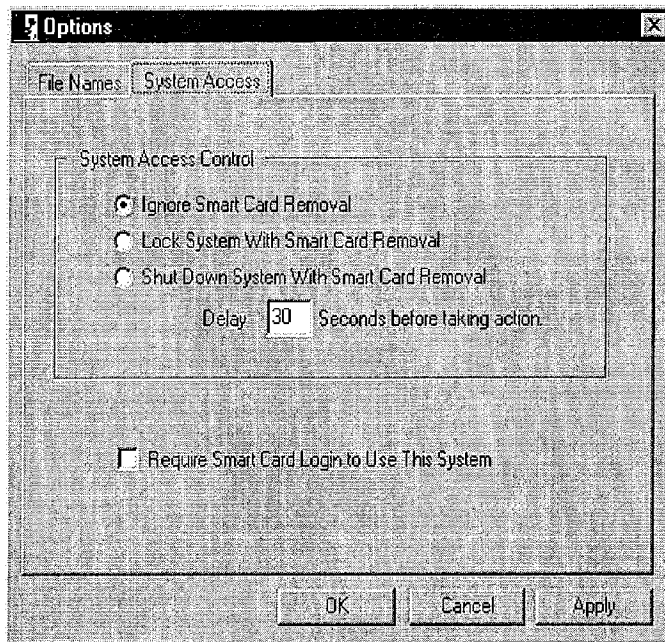 Options
File Names System Access
System Access Control
Ignore Smart Card Removal
Lock System With Smart Card Removal
Shut Down System With Smart Card Removal
Delay 30 Seconds before taking action.
Require Smart Card Login to Use This System
OK Cancel Apply